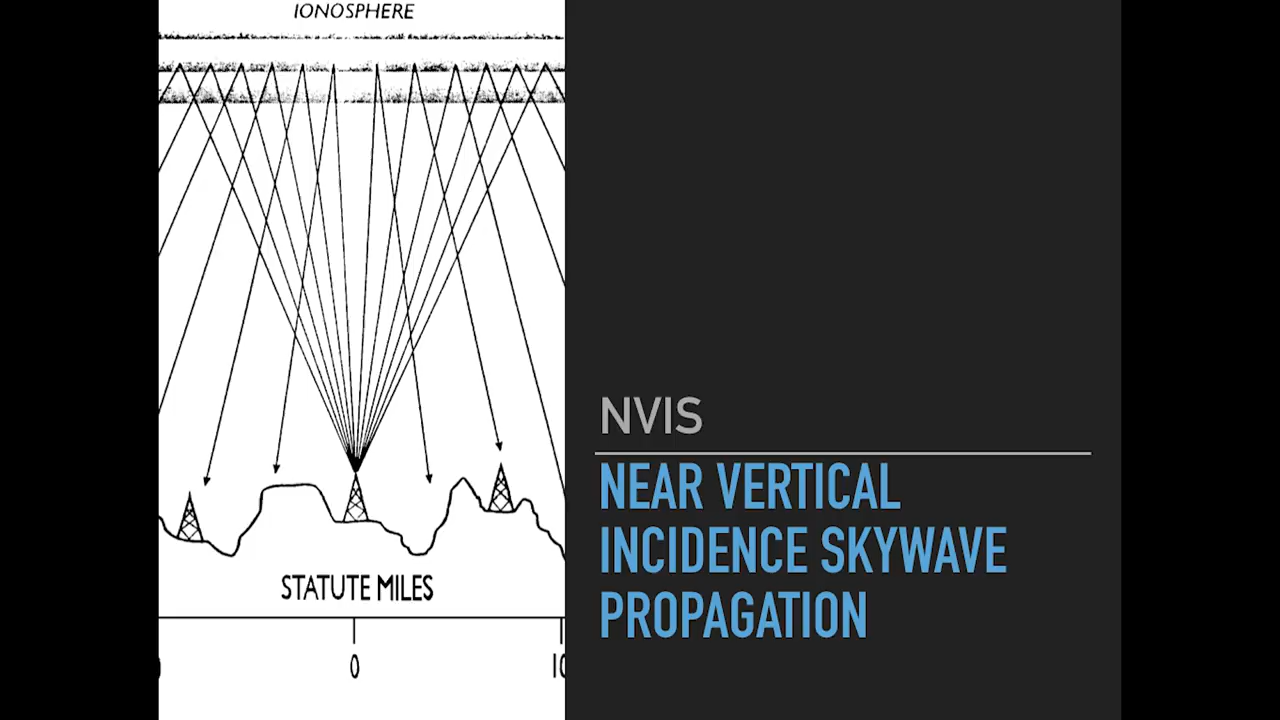 IONOSPHERE
STATUTE MILES
0
NVIS
NEAR VERTICAL
INCIDENCE SKYWAVE
PROPAGATION